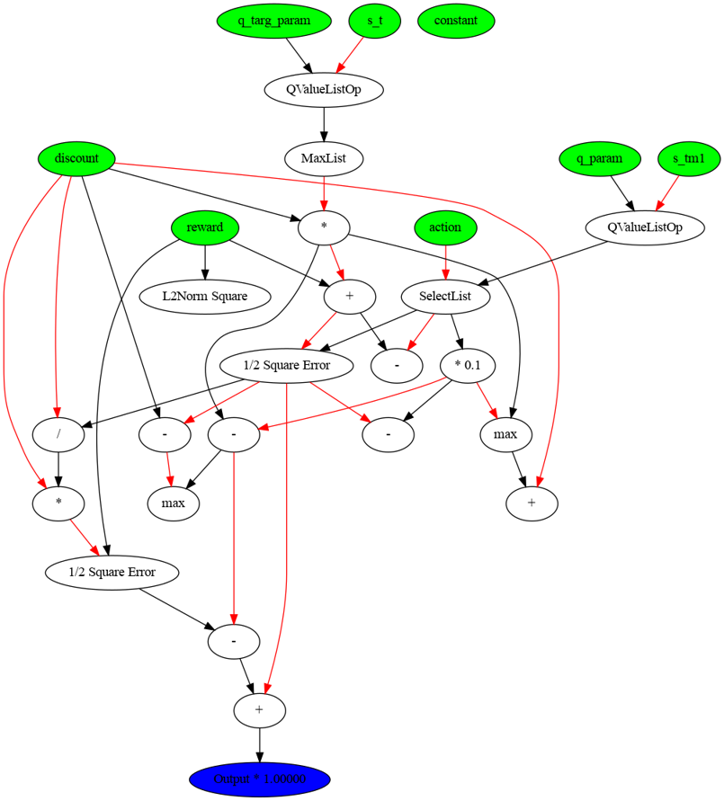 q_targ_param
s_t
constant
QValueListOp
discount
MaxList
q_param
s_tm1
reward
*
action
QValueListOp
L2Norm Square
+
SelectList
1/2 Square Error
-
* 0.1
/
-
-
-
max
*
max
+
1/2 Square Error
-
+
Output * 1.00000